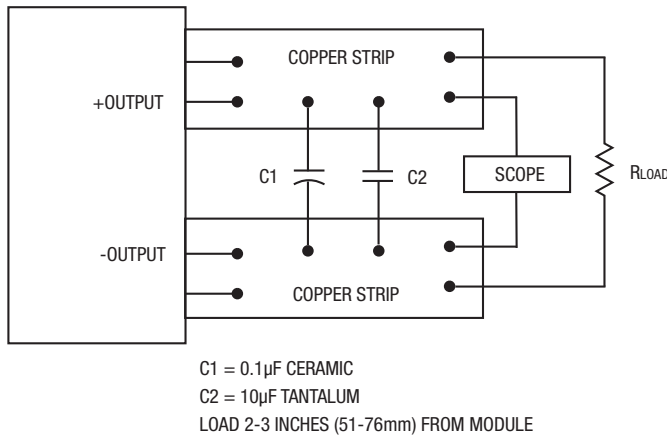 COPPER STRIP
+OUTPUT
C1
C2
SCOPE
RLOAD
-OUTPUT
COPPER STRIP
C1 = 0.1µF CERAMIC
C2 = 10µF TANTALUM
LOAD 2-3 INCHES (51-76mm) FROM MODULE